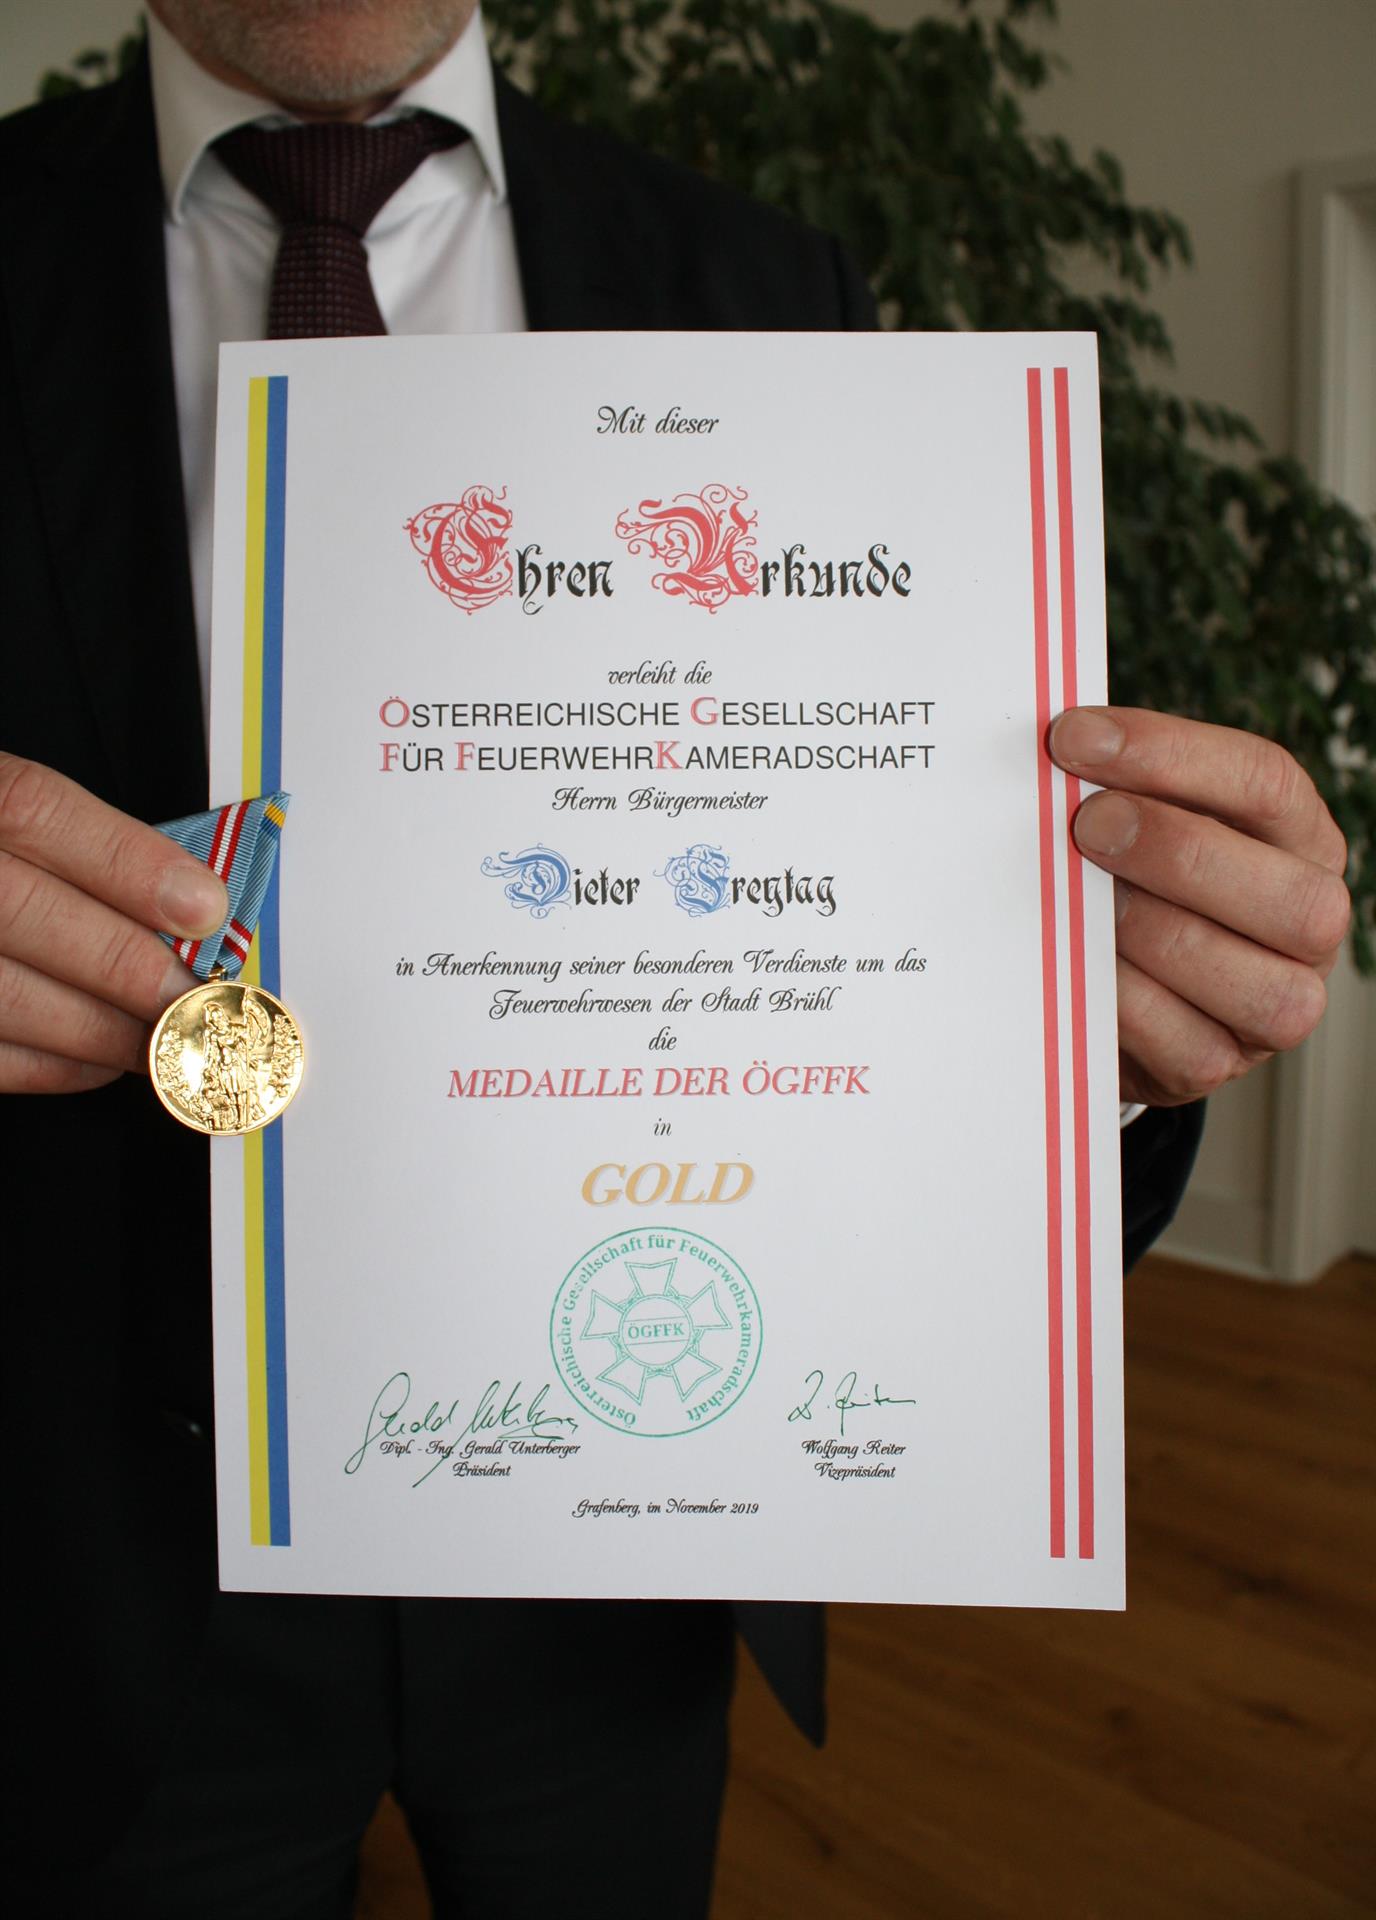 Mit dieser
Ehren Urkunde
verleiht die
ÖSTERREICHISCHE GESELLSCHAFT
FÜR FEUERWEHRKAMERADSCHAFT
Herrn Bürgermeister
Dieter Freytag
in Anerkennung seiner besonderen Verdienste um das
Feuerwehrwesen der Stadt Brühl
die
MEDAILLE DER ÖGFFK
in
GOLD
Österreichische Gesellschaft für Feuerwehrkameradschaft
ÖGFFK
Dipl. - Ing. Gerald Unterberger
Präsident
Wolfgang Reiter
Vizepräsident
Grafenberg, im November 2019